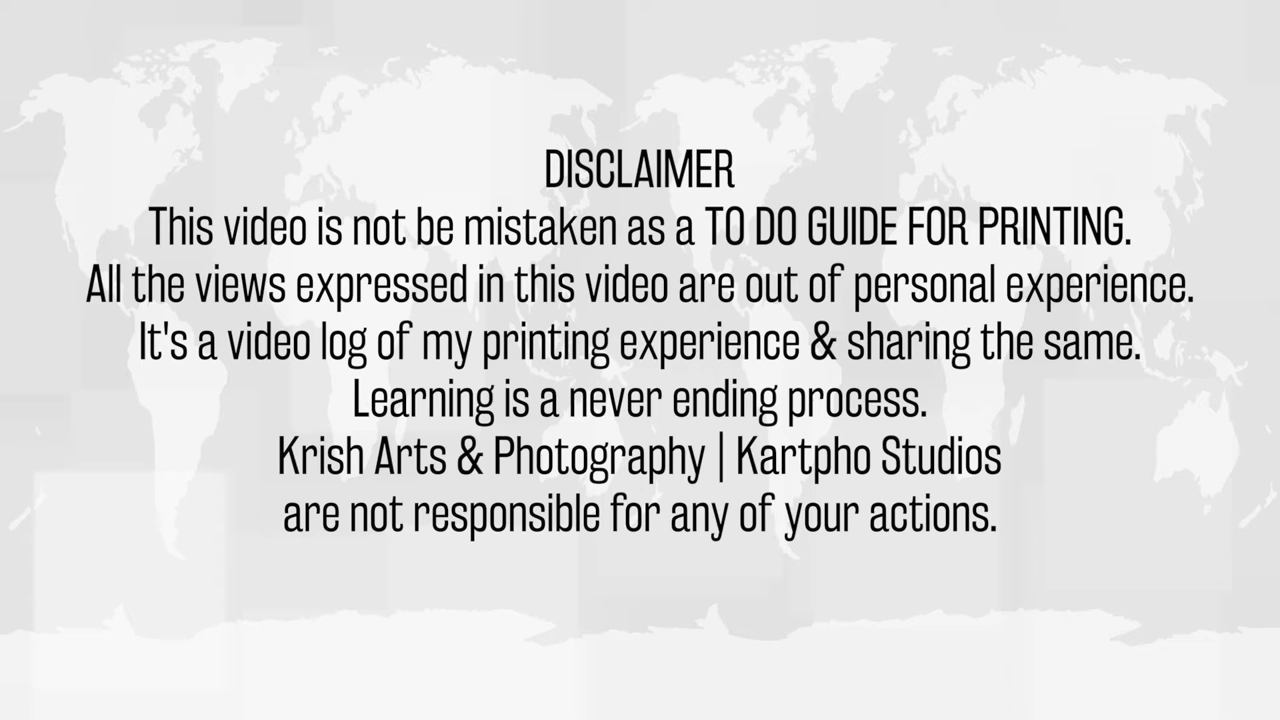 DISCLAIMER
This video is not be mistaken as a TO DO GUIDE FOR PRINTING.
All the views expressed in this video are out of personal experience.
It's a video log of my printing experience & sharing the same.
Learning is a never ending process.
Krish Arts & Photography | Kartpho Studios
are not responsible for any of your actions.